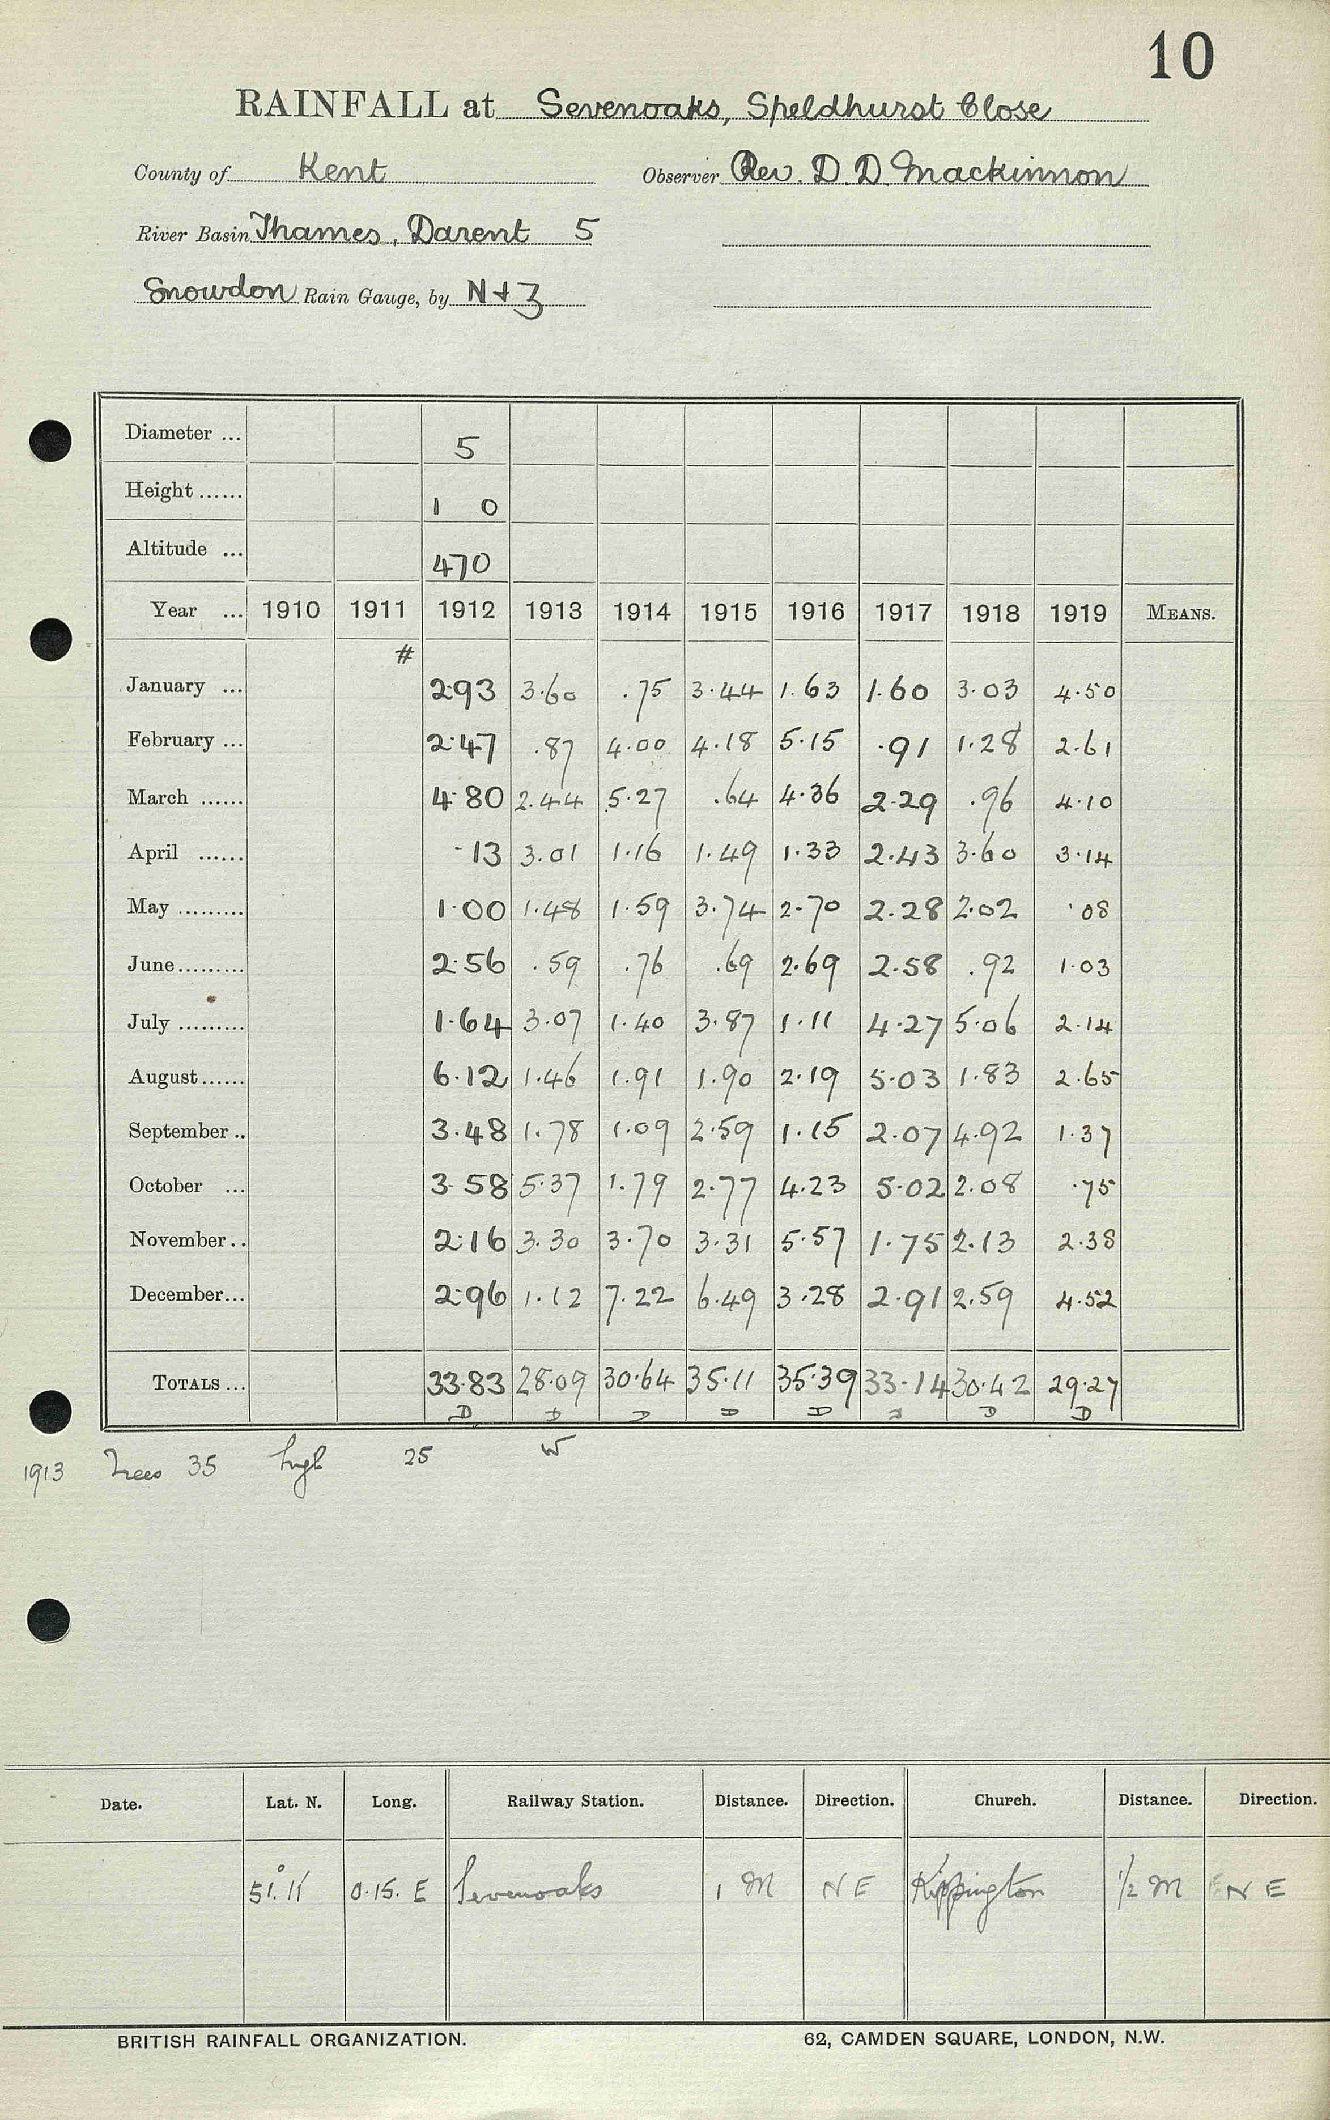 10
RAINFALL at Sevenoaks, Speldhurst Close
County of Kent Observer Rev. D. D. Mackinnon
River Basin Thames, Darent 5
Snowdon Rain Gauge, by N + Z
Diameter ... 5
Height ...... 1 0
Altitude ... 470
Year ... 1910 1911 1912 1913 1914 1915 1916 1917 1918 1919 MEANS.
#
January ... 2.93 3.60 .75 3.44 1.63 1.60 3.03 4.50
February ... 2.47 .87 4.00 4.18 5.15 .91 1.28 2.61
March ...... 4.80 2.44 5.27 .64 4.36 2.29 .96 4.10
April ...... .13 3.01 1.16 1.49 1.33 2.43 3.60 3.14
May ......... 1.00 1.48 1.59 3.74 2.70 2.28 2.02 .08
June......... 2.56 .59 .76 .69 2.69 2.58 .92 1.03
July ......... 1.64 3.07 1.40 3.87 1.11 4.27 5.06 2.14
August...... 6.12 1.46 1.91 1.90 2.19 5.03 1.83 2.65
September .. 3.48 1.78 1.09 2.59 1.15 2.07 4.92 1.37
October ... 3.58 5.37 1.79 2.77 4.23 5.02 2.08 .75
November.. 2.16 3.30 3.70 3.31 5.57 1.75 2.13 2.38
December... 2.96 1.12 7.22 6.49 3.28 2.91 2.59 4.52
TOTALS ... 33.83 28.09 30.64 35.11 35.39 33.14 30.42 29.27
D D D D D D D D
1913 Trees 35 high 25 W
Date. Lat. N. Long. Railway Station. Distance. Direction. Church. Distance. Direction.
51°.11 0.15. E Sevenoaks 1 M NE Kippington 1/2 M NE
BRITISH RAINFALL ORGANIZATION. 62, CAMDEN SQUARE, LONDON, N.W.